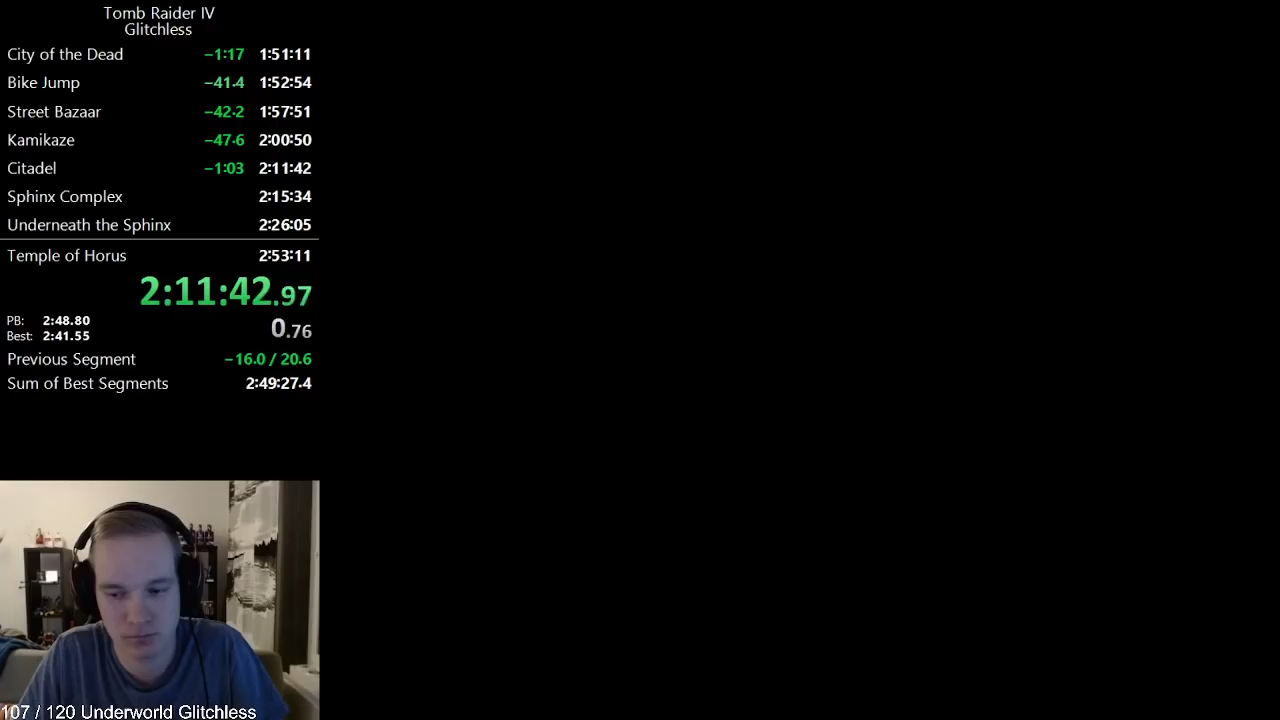 Tomb Raider IV
Glitchless
City of the Dead −1:17 1:51:11
Bike Jump −41.4 1:52:54
Street Bazaar −42.2 1:57:51
Kamikaze −47.6 2:00:50
Citadel −1:03 2:11:42
Sphinx Complex 2:15:34
Underneath the Sphinx 2:26:05
Temple of Horus 2:53:11
2:11:42.97
PB: 2:48.80
0.76
Best: 2:41.55
Previous Segment −16.0 / 20.6
Sum of Best Segments 2:49:27.4
107 / 120 Underworld Glitchless